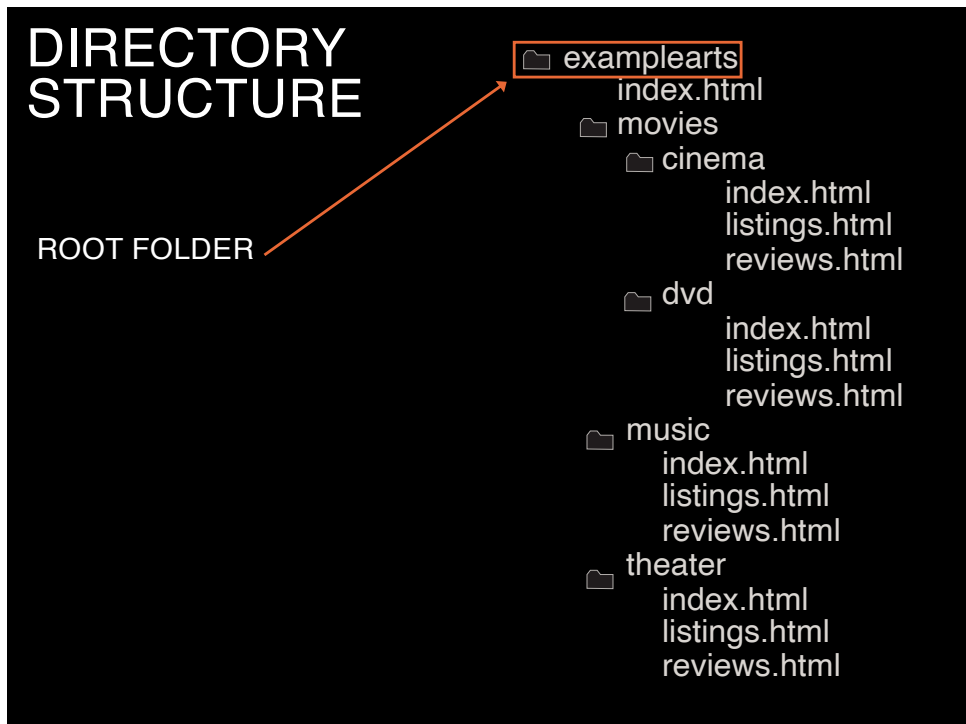 DIRECTORY
STRUCTURE
ROOT FOLDER
examplearts
index.html
movies
cinema
index.html
listings.html
reviews.html
dvd
index.html
listings.html
reviews.html
music
index.html
listings.html
reviews.html
theater
index.html
listings.html
reviews.html